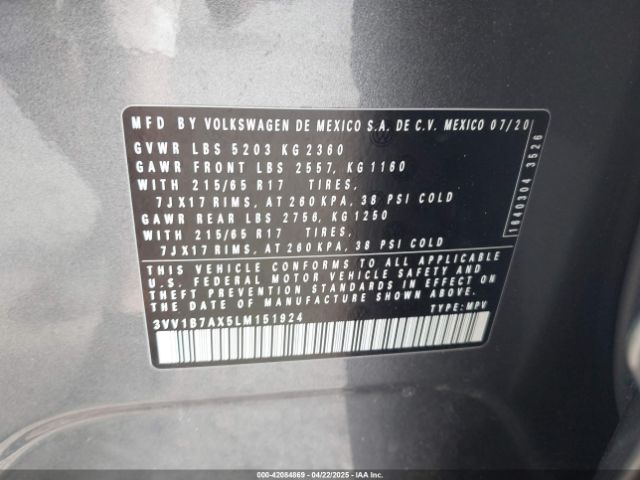 MFD BY VOLKSWAGEN DE MEXICO S.A. DE C.V. MEXICO 07/20
GVWR LBS 5203 KG 2360
GAWR FRONT LBS 2557, KG 1160
WITH 215/65 R17 TIRES,
7JX17 RIMS, AT 260 KPA, 38 PSI COLD
GAWR REAR LBS 2756, KG 1250
WITH 215/65 R17 TIRES,
7JX17 RIMS, AT 260 KPA, 38 PSI COLD
THIS VEHICLE CONFORMS TO ALL APPLICABLE
U.S. FEDERAL MOTOR VEHICLE SAFETY AND
THEFT PREVENTION STANDARDS IN EFFECT ON
THE DATE OF MANUFACTURE SHOWN ABOVE.
3VV1B7AX5LM151924 TYPE: MPV
1640304 3526
000-42084869 04/22/2025 Copyright IAA, LLC.